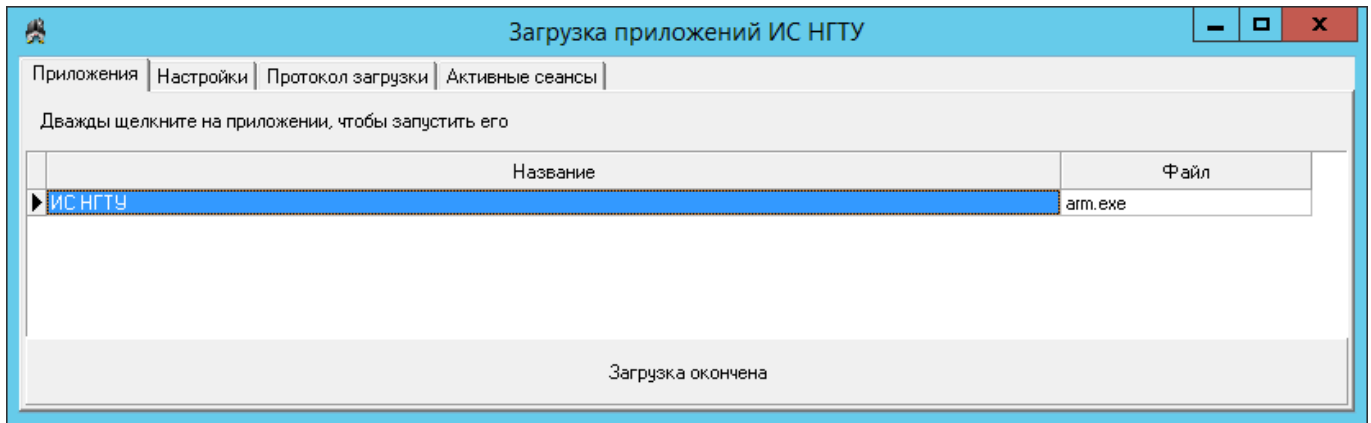 Загрузка приложений ИС НГТУ
Приложения Настройки Протокол загрузки Активные сеансы
Дважды щелкните на приложении, чтобы запустить его
Название Файл
ИС НГТУ arm.exe
Загрузка окончена